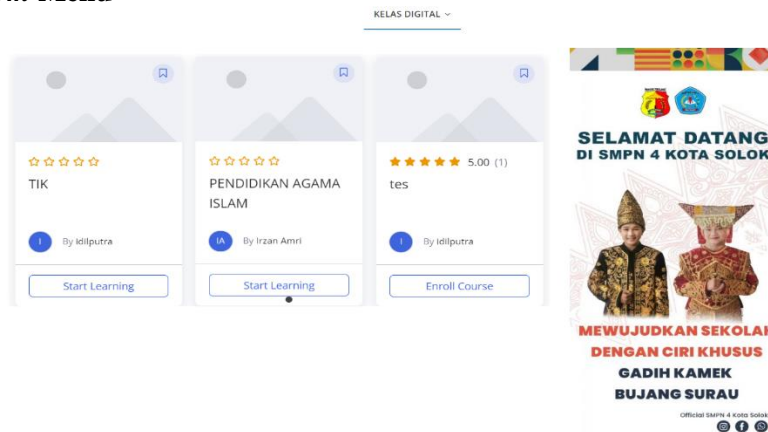 KELAS DIGITAL
TIK
I
By idilputra
Start Learning
PENDIDIKAN AGAMA
ISLAM
IA
By Irzan Amri
Start Learning
5.00 (1)
tes
I
By idilputra
Enroll Course
SELAMAT DATANG
DI SMPN 4 KOTA SOLOK
MEWUJUDKAN SEKOLAH
DENGAN CIRI KHUSUS
GADIH KAMEK
BUJANG SURAU
Official SMPN 4 Kota Solok